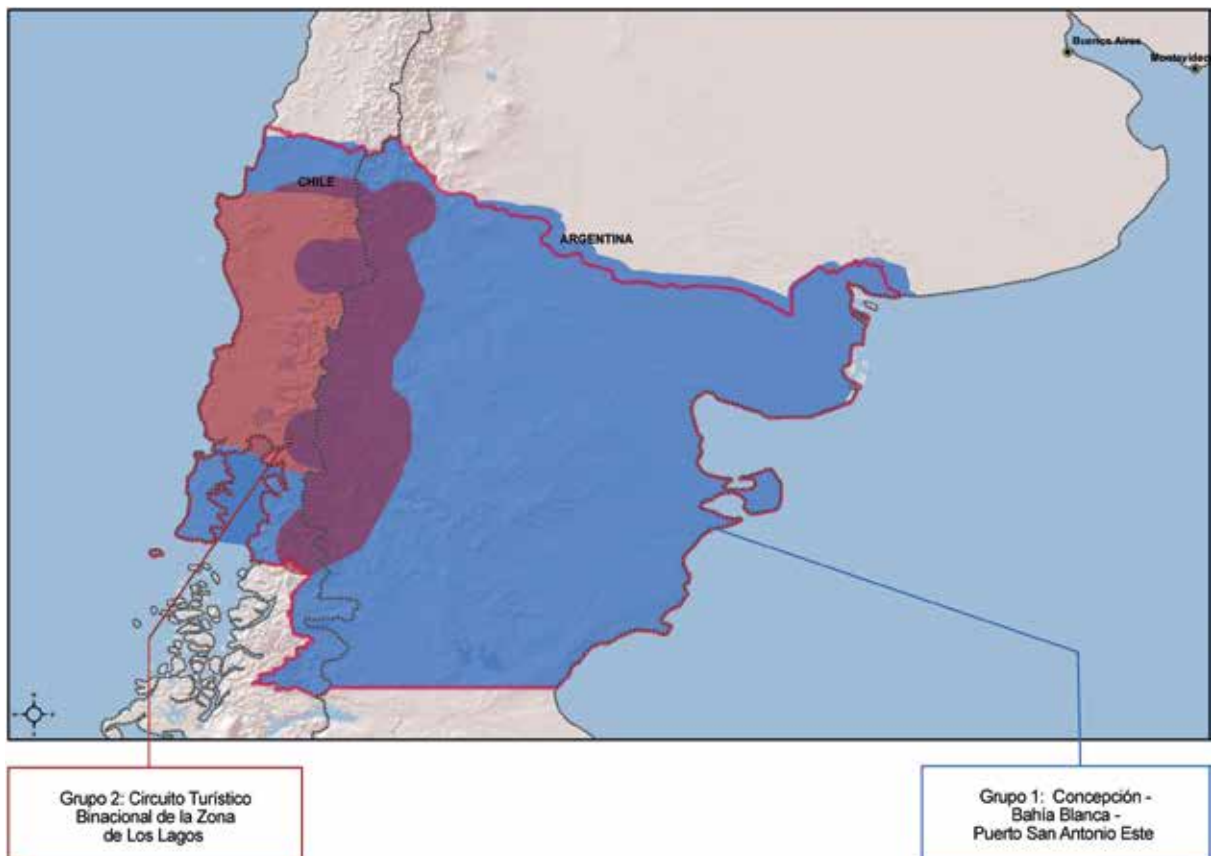 Buenos Aires
Montevideo
CHILE
ARGENTINA
Grupo 2: Circuito Turístico
Binacional de la Zona
de Los Lagos
Grupo 1: Concepción -
Bahía Blanca -
Puerto San Antonio Este